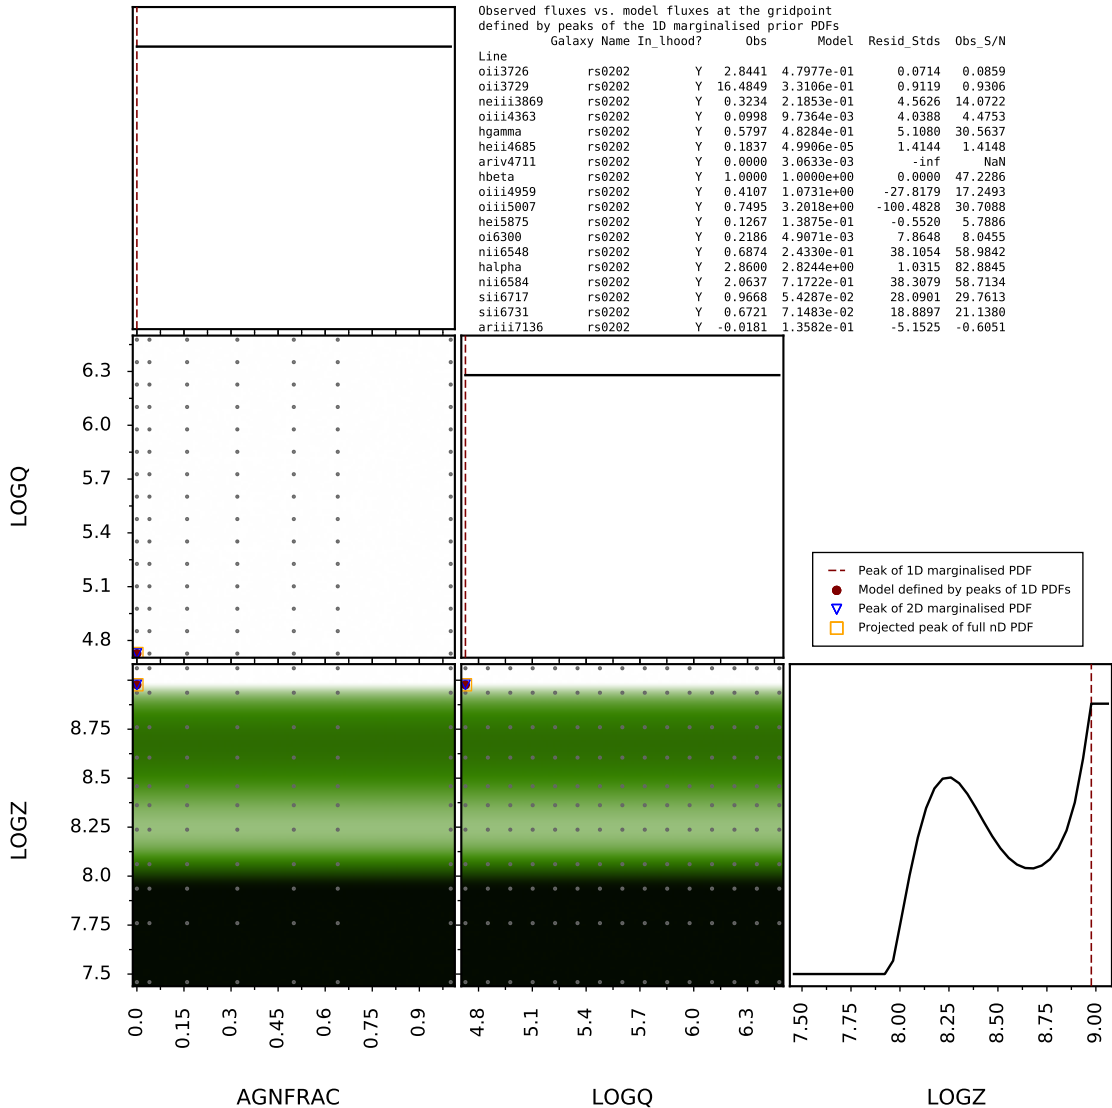 Observed fluxes vs. model fluxes at the gridpoint
defined by peaks of the 1D marginalised prior PDFs
Galaxy Name In_lhood? Obs Model Resid_Stds Obs_S/N
Line
oii3726 rs0202 Y 2.8441 4.7977e-01 0.0714 0.0859
oii3729 rs0202 Y 16.4849 3.3106e-01 0.9119 0.9306
neiii3869 rs0202 Y 0.3234 2.1853e-01 4.5626 14.0722
oiii4363 rs0202 Y 0.0998 9.7364e-03 4.0388 4.4753
hgamma rs0202 Y 0.5797 4.8284e-01 5.1080 30.5637
heii4685 rs0202 Y 0.1837 4.9906e-05 1.4144 1.4148
ariv4711 rs0202 Y 0.0000 3.0633e-03 -inf NaN
hbeta rs0202 Y 1.0000 1.0000e+00 0.0000 47.2286
oiii4959 rs0202 Y 0.4107 1.0731e+00 -27.8179 17.2493
oiii5007 rs0202 Y 0.7495 3.2018e+00 -100.4828 30.7088
hei5875 rs0202 Y 0.1267 1.3875e-01 -0.5520 5.7886
oi6300 rs0202 Y 0.2186 4.9071e-03 7.8648 8.0455
nii6548 rs0202 Y 0.6874 2.4330e-01 38.1054 58.9842
halpha rs0202 Y 2.8600 2.8244e+00 1.0315 82.8845
nii6584 rs0202 Y 2.0637 7.1722e-01 38.3079 58.7134
sii6717 rs0202 Y 0.9668 5.4287e-02 28.0901 29.7613
sii6731 rs0202 Y 0.6721 7.1483e-02 18.8897 21.1380
ariii7136 rs0202 Y -0.0181 1.3582e-01 -5.1525 -0.6051
LOGQ
6.3
6.0
5.7
5.4
5.1
4.8
Peak of 1D marginalised PDF
Model defined by peaks of 1D PDFs
Peak of 2D marginalised PDF
Projected peak of full nD PDF
LOGZ
8.75
8.5
8.25
8.0
7.75
7.5
0.0 0.15 0.3 0.45 0.6 0.75 0.9
4.8 5.1 5.4 5.7 6.0 6.3
7.50 7.75 8.00 8.25 8.50 8.75 9.00
AGNFRAC LOGQ LOGZ